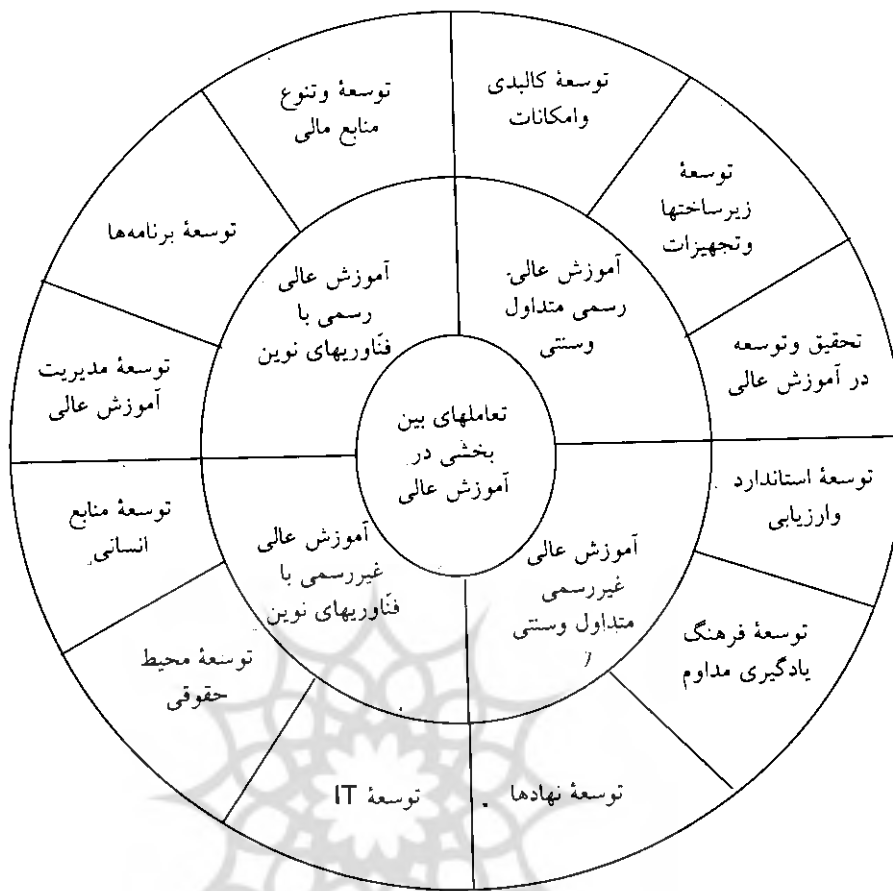 توسعهٔ کالبدی
وامکانات
توسعهٔ
زیرساختها
وتجهیزات
تحقیق وتوسعه
در آموزش عالی
توسعهٔ استاندارد
وارزیابی
توسعهٔ فرهنگ
یادگیری مداوم
توسعهٔ نهادها
توسعهٔ IT
توسعهٔ محیط
حقوقی
توسعهٔ منابع
انسانی
توسعهٔ مدیریت
آموزش عالی
توسعهٔ برنامه‌ها
توسعهٔ وتنوع
منابع مالی
آموزش عالی
رسمی متداول
وسنتی
آموزش عالی
غیررسمی
متداول وسنتی
آموزش عالی
غیررسمی با
فنّاوریهای نوین
آموزش عالی
رسمی با
فنّاوریهای نوین
تعاملهای بین
بخشی در
آموزش عالی